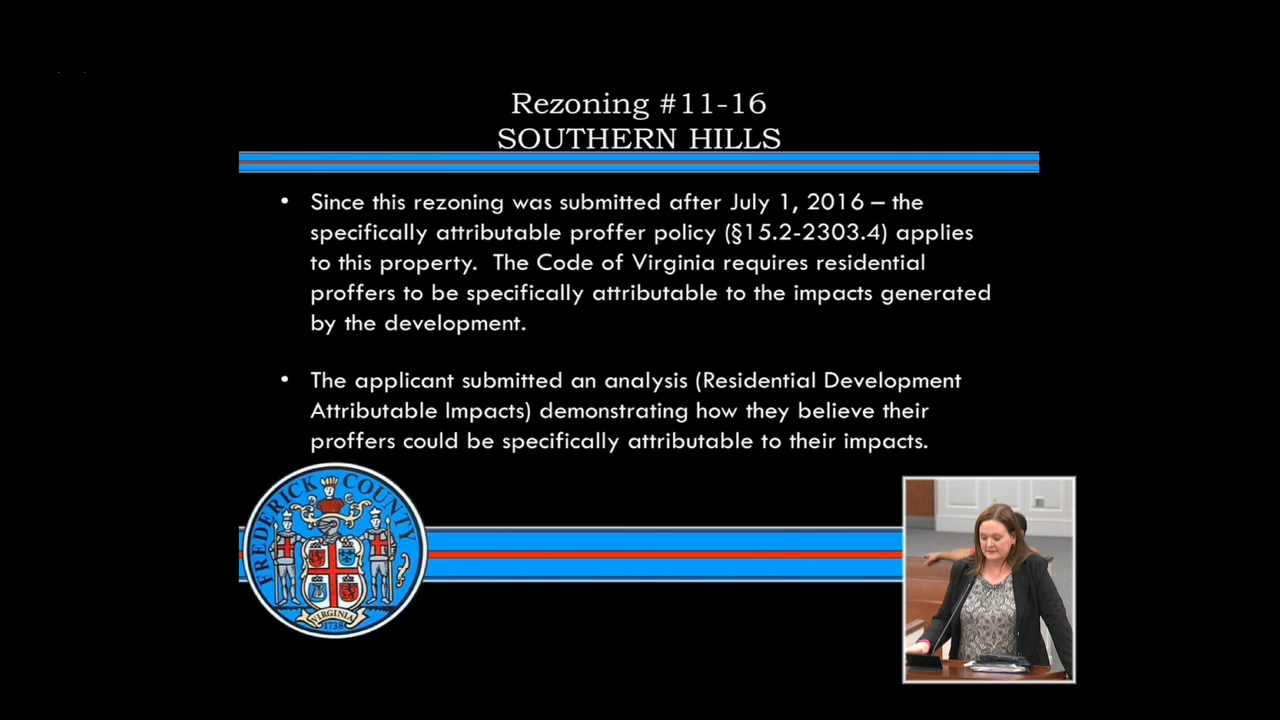 Rezoning #11-16
SOUTHERN HILLS
• Since this rezoning was submitted after July 1, 2016 – the
specifically attributable proffer policy (§15.2-2303.4) applies
to this property.  The Code of Virginia requires residential
proffers to be specifically attributable to the impacts generated
by the development.
• The applicant submitted an analysis (Residential Development
Attributable Impacts) demonstrating how they believe their
proffers could be specifically attributable to their impacts.
FREDERICK COUNTY
VIRGINIA
1738